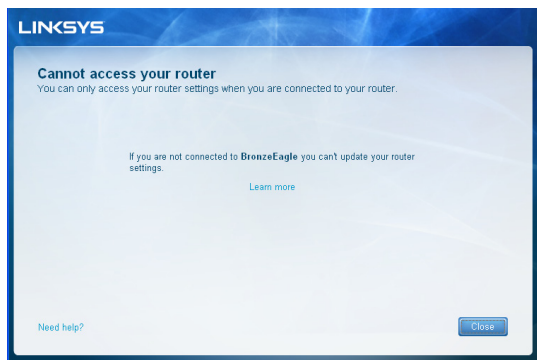 LINKSYS
Cannot access your router
You can only access your router settings when you are connected to your router.
If you are not connected to BronzeEagle you can't update your router
settings.
Learn more
Need help?
Close